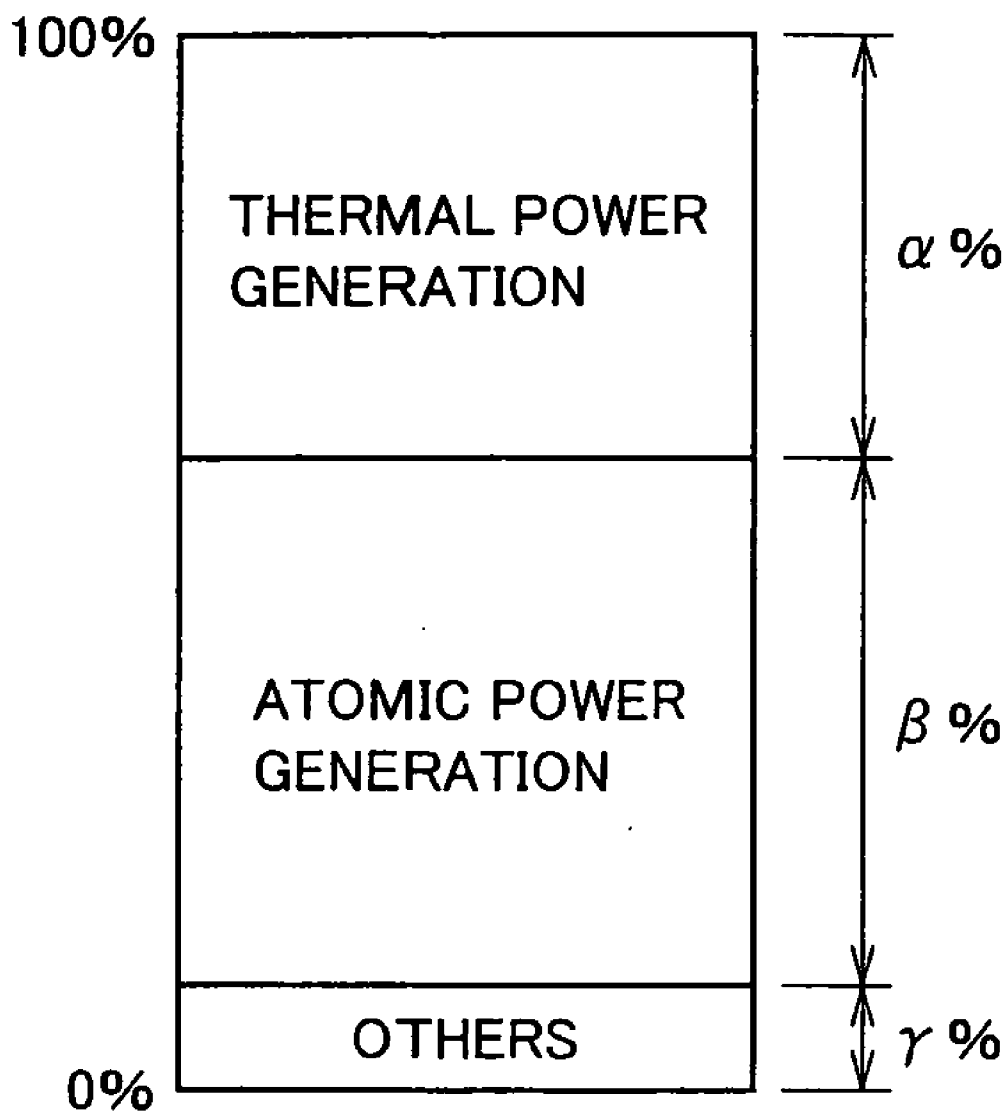 100%
THERMAL POWER
GENERATION
α %
ATOMIC POWER
GENERATION
β %
OTHERS
γ %
0%